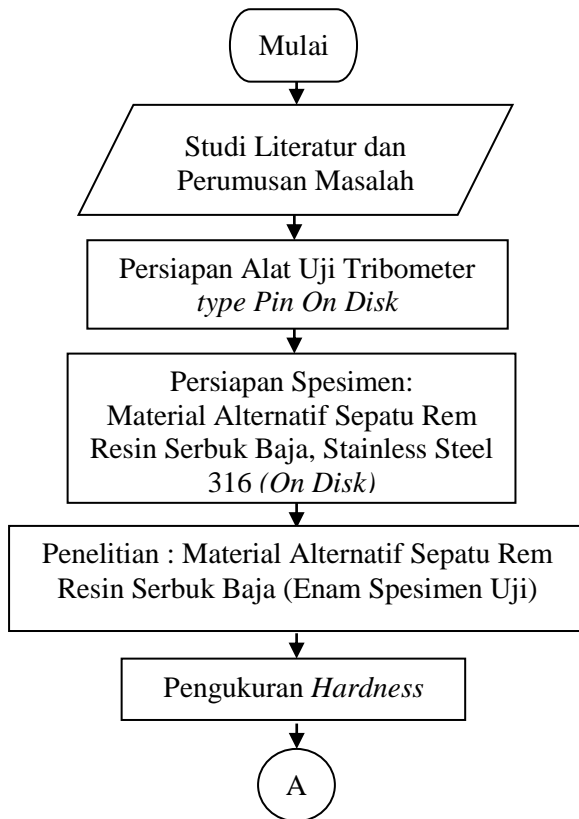 Mulai
Studi Literatur dan
Perumusan Masalah
Persiapan Alat Uji Tribometer
type Pin On Disk
Persiapan Spesimen:
Material Alternatif Sepatu Rem
Resin Serbuk Baja, Stainless Steel
316 (On Disk)
Penelitian : Material Alternatif Sepatu Rem
Resin Serbuk Baja (Enam Spesimen Uji)
Pengukuran Hardness
A